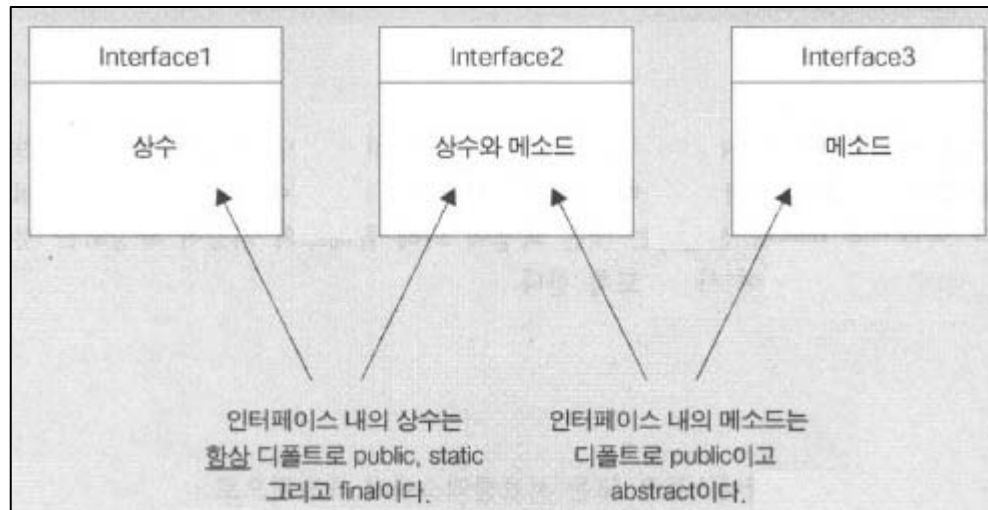 Interface1
Interface2
Interface3
상수
상수와 메소드
메소드
인터페이스 내의 상수는
항상 디폴트로 public, static
그리고 final이다.
인터페이스 내의 메소드는
디폴트로 public이고
abstract이다.